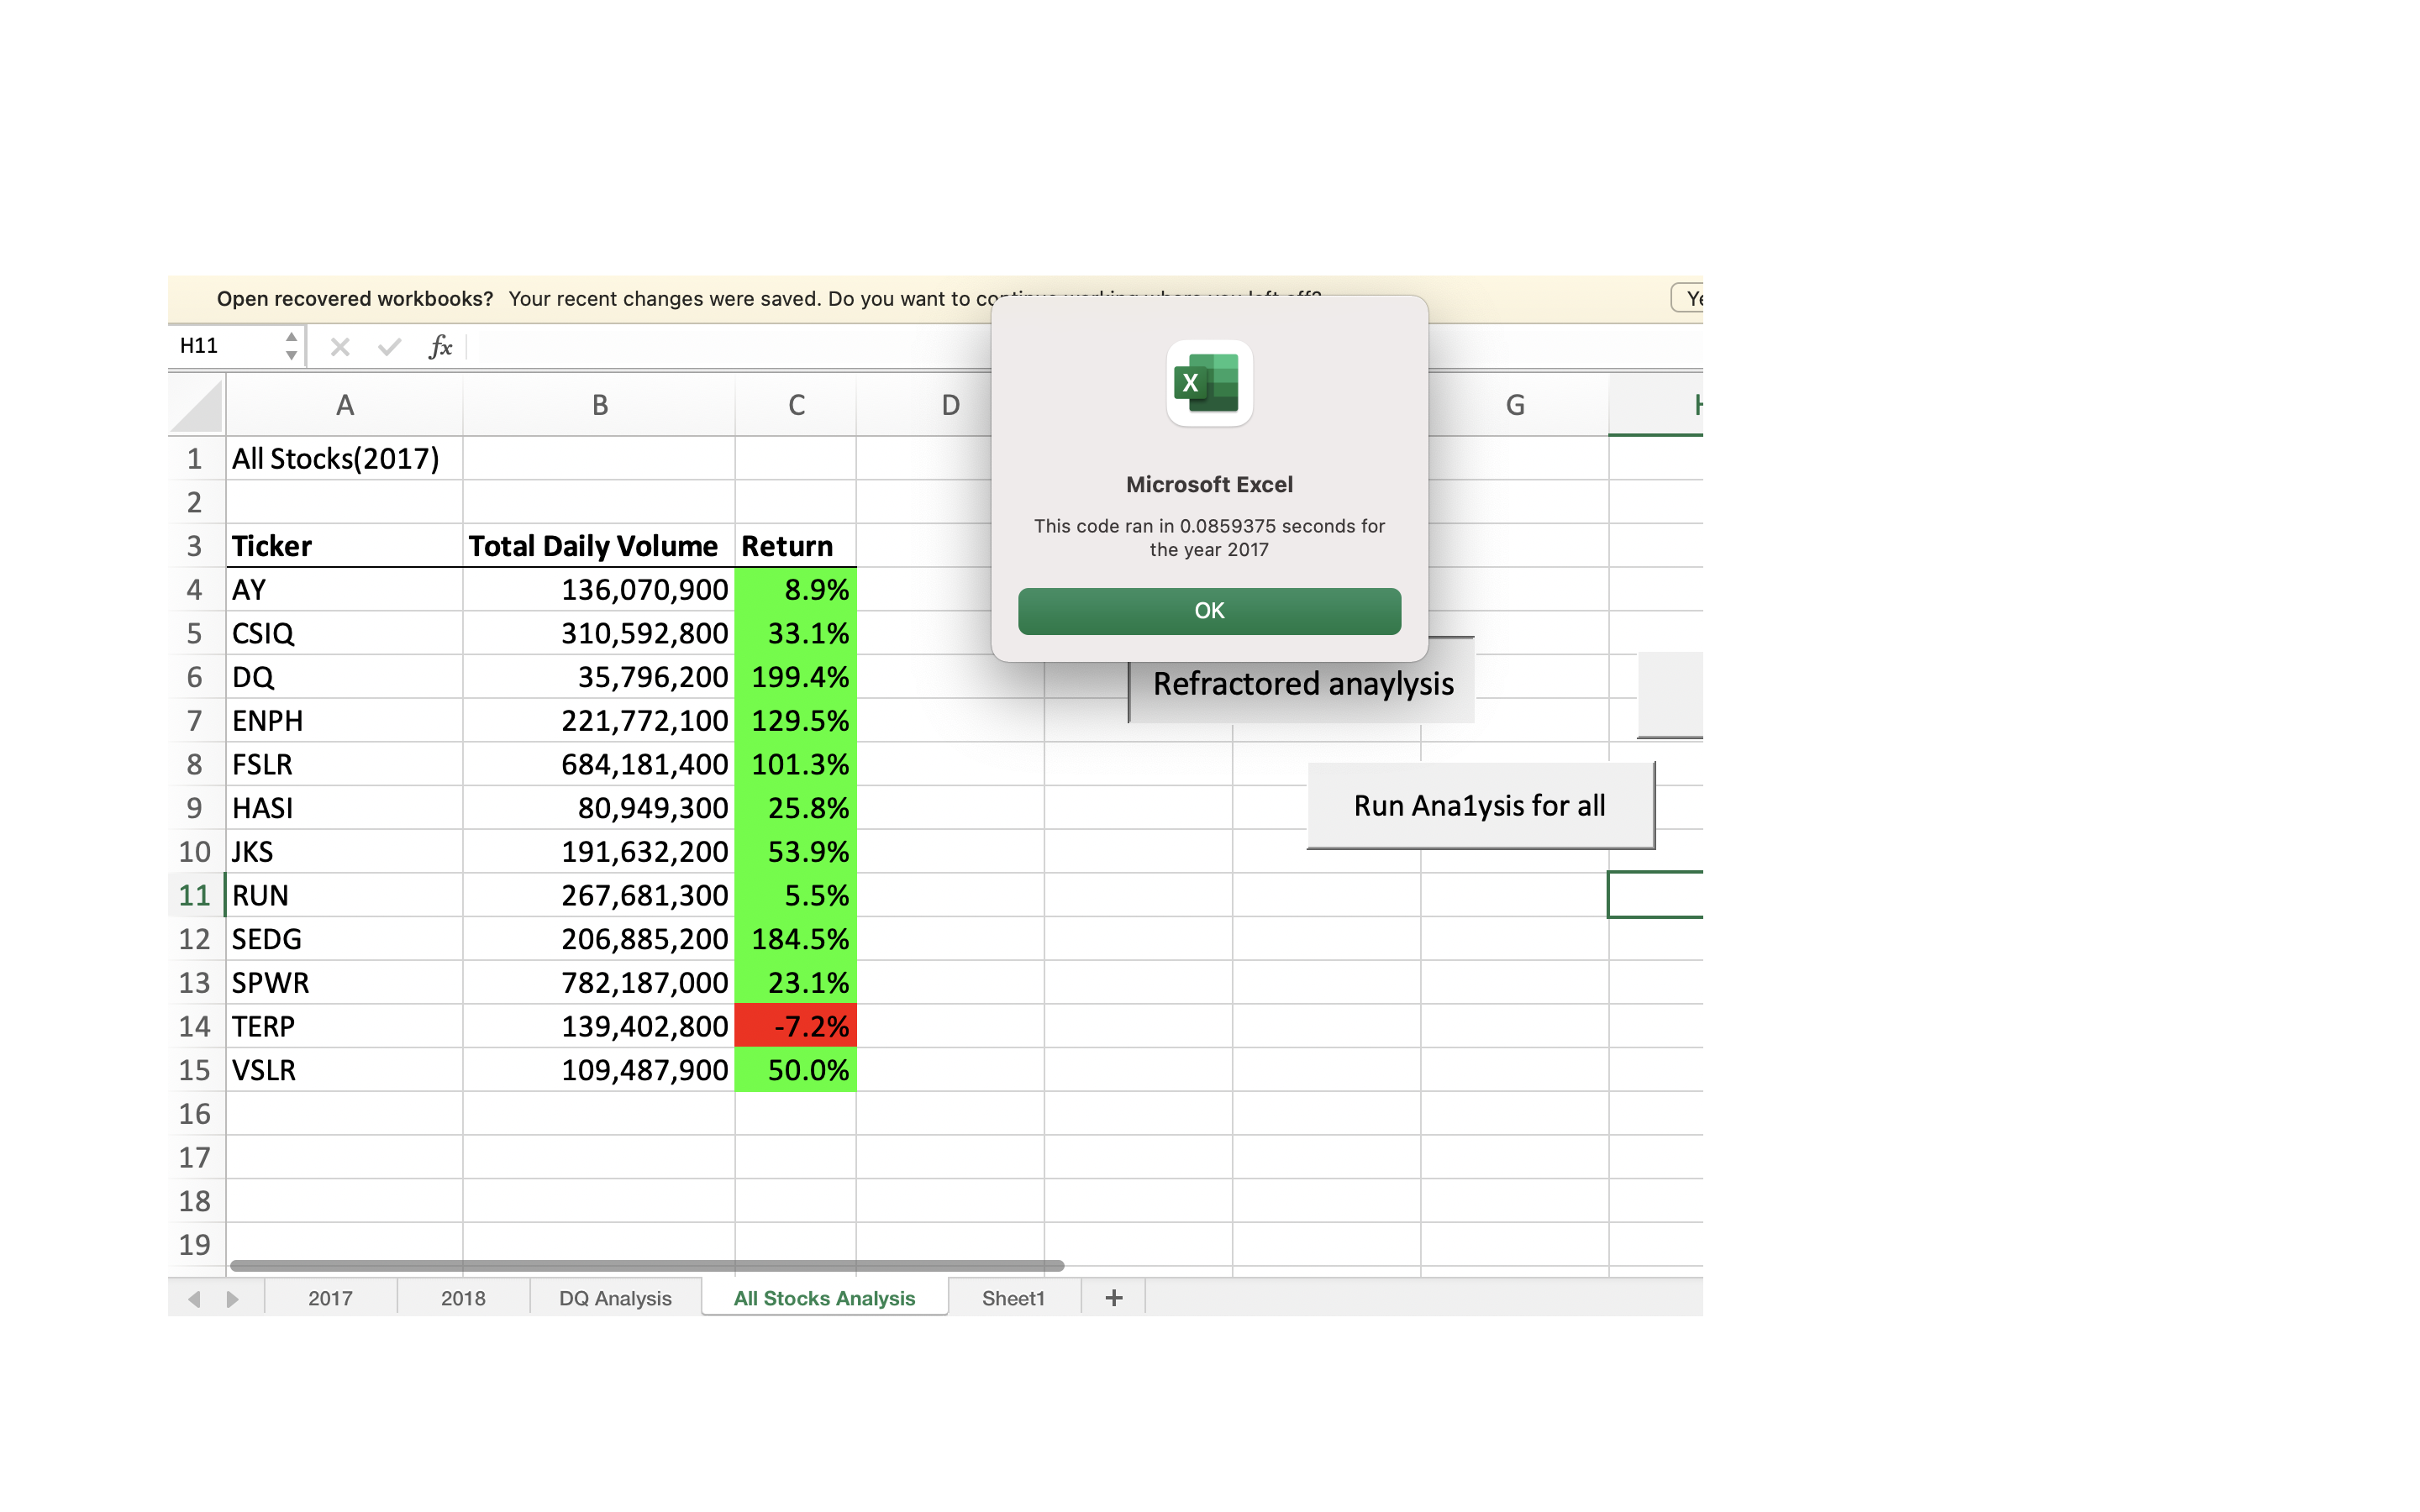 Open recovered workbooks? Your recent changes were saved. Do you want to
H11 fx
A B C D G
1 All Stocks(2017)
2
3 Ticker Total Daily Volume Return
4 AY 136,070,900 8.9%
5 CSIQ 310,592,800 33.1%
6 DQ 35,796,200 199.4%
7 ENPH 221,772,100 129.5%
8 FSLR 684,181,400 101.3%
9 HASI 80,949,300 25.8%
10 JKS 191,632,200 53.9%
11 RUN 267,681,300 5.5%
12 SEDG 206,885,200 184.5%
13 SPWR 782,187,000 23.1%
14 TERP 139,402,800 -7.2%
15 VSLR 109,487,900 50.0%
16
17
18
19
X
Microsoft Excel
This code ran in 0.0859375 seconds for
the year 2017
OK
Refractored anaylysis
Run Ana1ysis for all
2017 2018 DQ Analysis All Stocks Analysis Sheet1 +